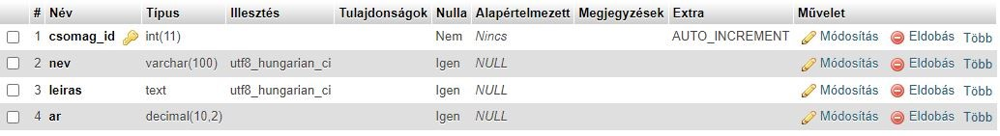 # Név Típus Illesztés Tulajdonságok Nulla Alapértelmezett Megjegyzések Extra Művelet
1 csomag_id int(11) Nem Nincs AUTO_INCREMENT Módosítás Eldobás Több
2 nev varchar(100) utf8_hungarian_ci Igen NULL Módosítás Eldobás Több
3 leiras text utf8_hungarian_ci Igen NULL Módosítás Eldobás Több
4 ar decimal(10,2) Igen NULL Módosítás Eldobás Több